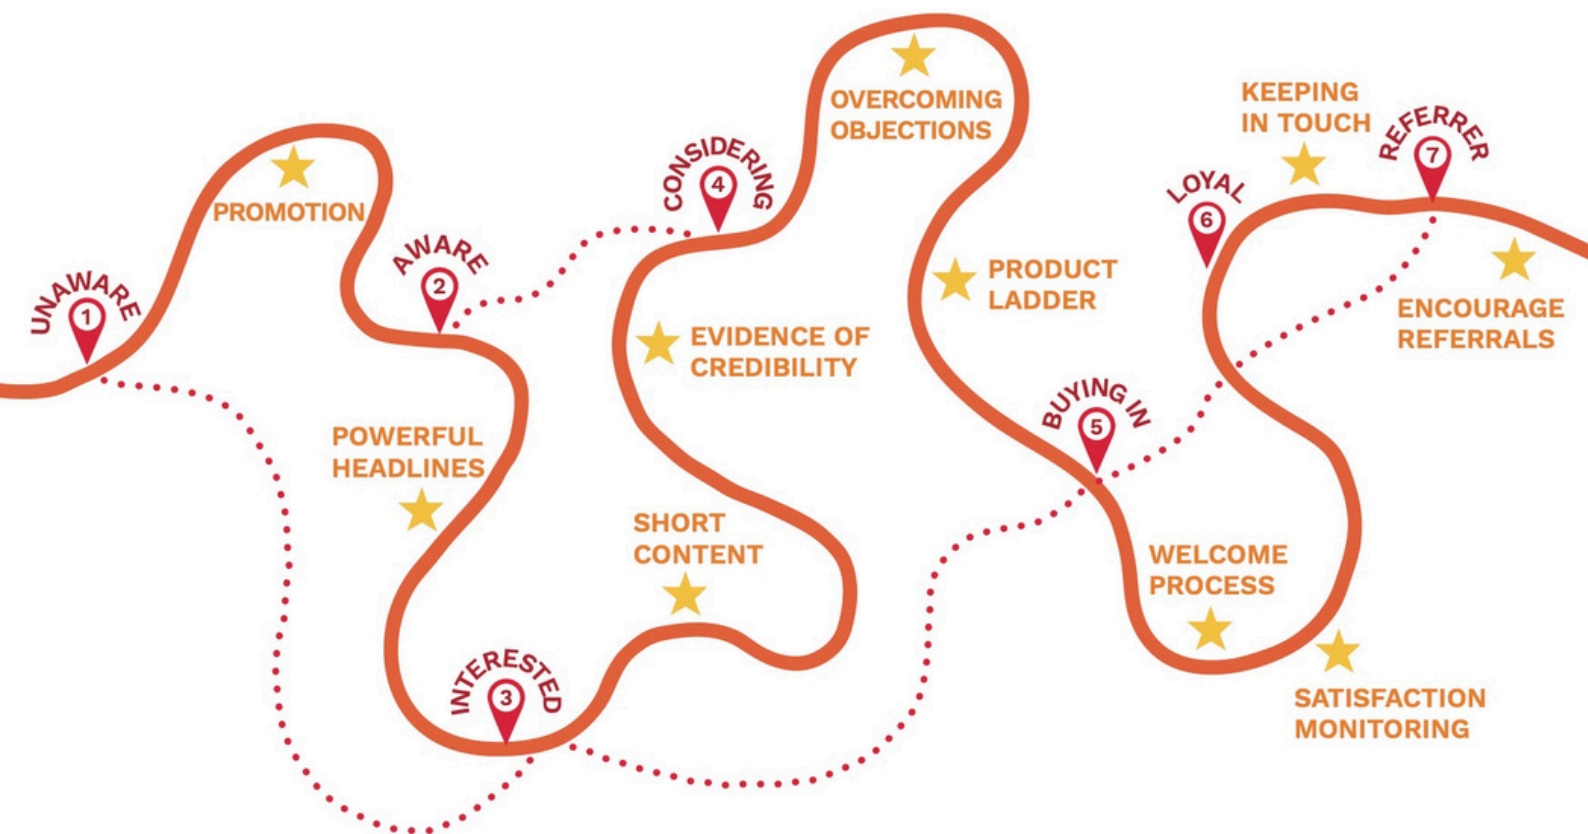 UNAWARE
1
PROMOTION
AWARE
2
POWERFUL
HEADLINES
INTERESTED
3
SHORT
CONTENT
EVIDENCE OF
CREDIBILITY
CONSIDERING
4
OVERCOMING
OBJECTIONS
PRODUCT
LADDER
BUYING IN
5
WELCOME
PROCESS
SATISFACTION
MONITORING
LOYAL
6
KEEPING
IN TOUCH
REFERRER
7
ENCOURAGE
REFERRALS